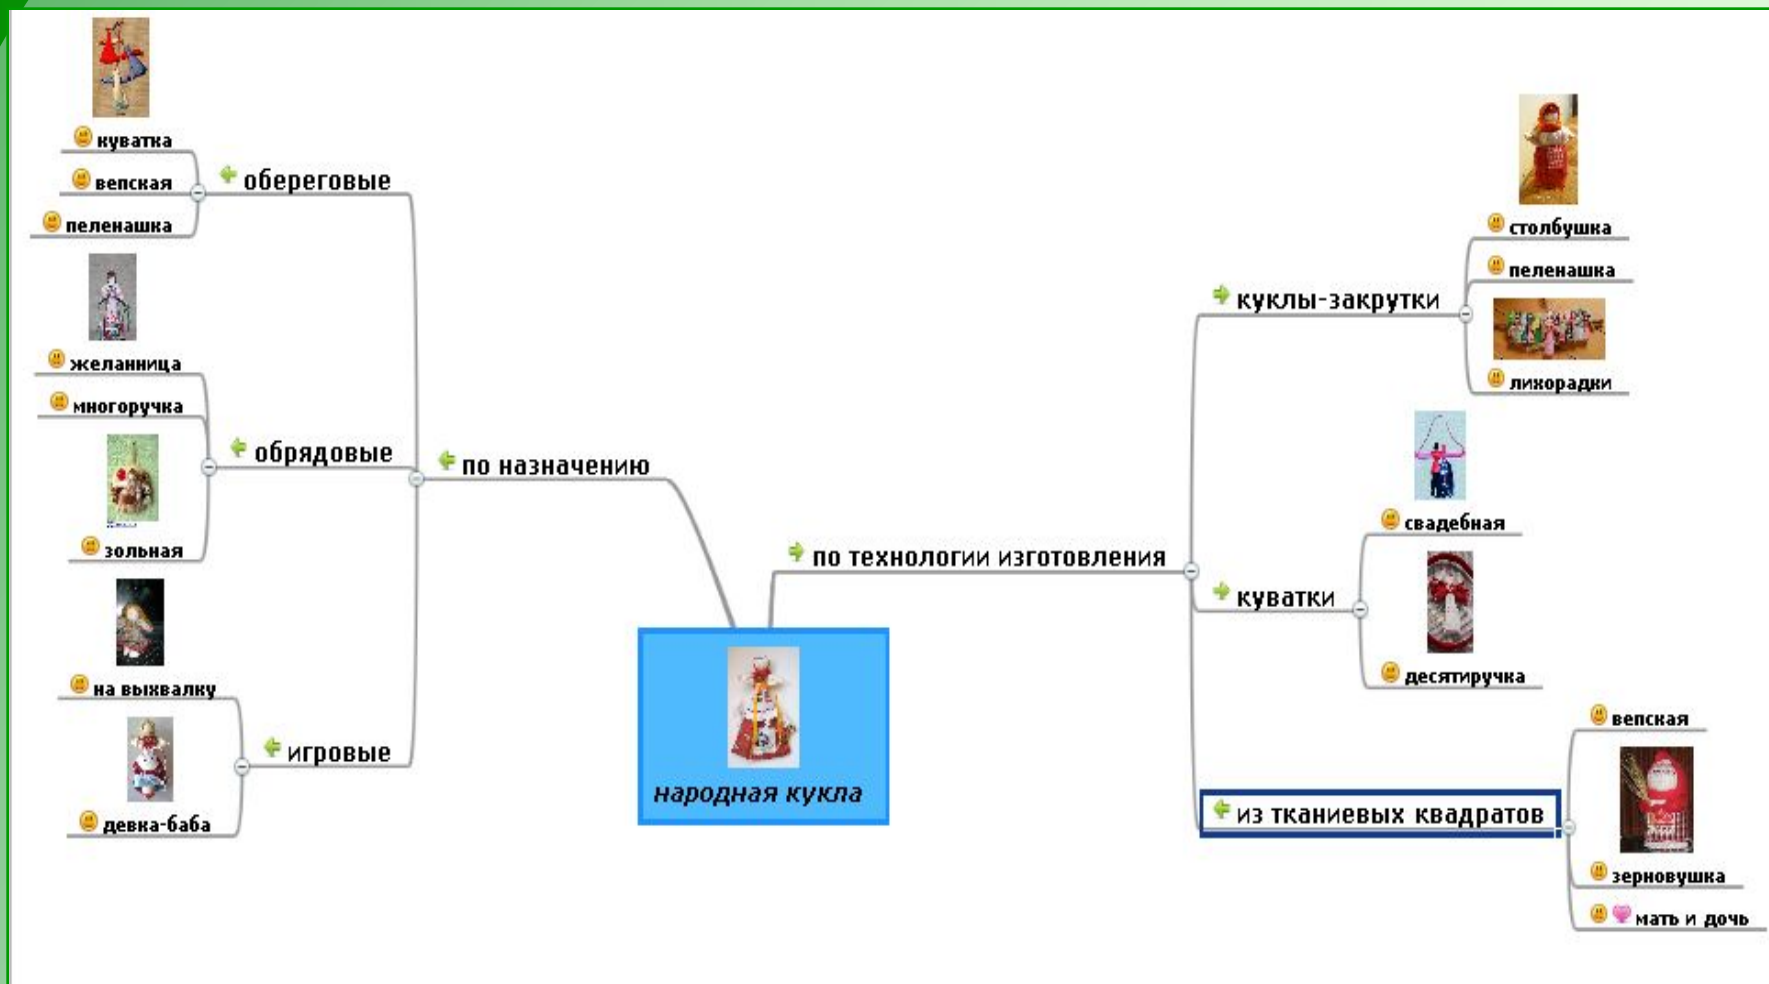 куватка
вепская
пеленашка
обереговые
желанница
многоручка
зольная
обрядовые
на выхвалку
девка-баба
игровые
по назначению
народная кукла
по технологии изготовления
куклы-закрутки
столбушка
пеленашка
лихорадки
куватки
свадебная
десятиручка
из тканиевых квадратов
вепская
зерновушка
мать и дочь